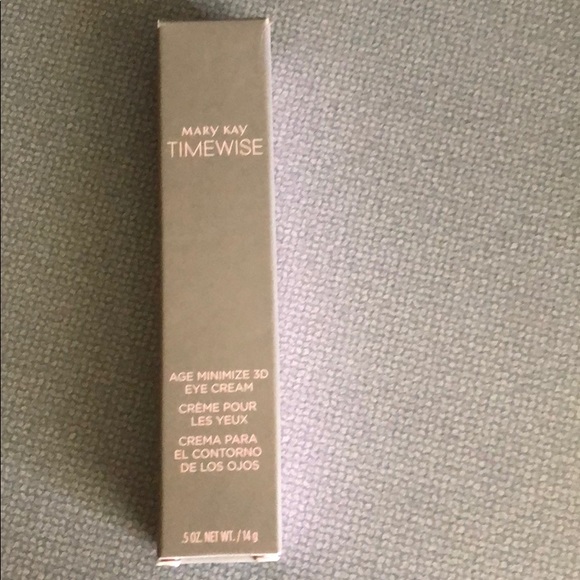 MARY KAY
TIMEWISE
AGE MINIMIZE 3D
EYE CREAM
CRÈME POUR
LES YEUX
CREMA PARA
EL CONTORNO
DE LOS OJOS
.5 OZ. NET WT. / 14 g